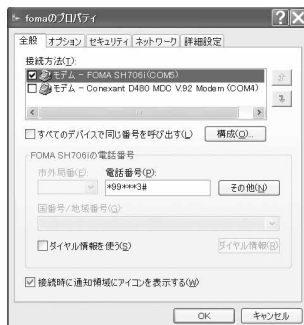 fomaのプロパティ
全般 オプション セキュリティ ネットワーク 詳細設定
接続方法(I):
モデム - FOMA SH706i(COM5)
モデム - Conexant D480 MDC V.92 Modem (COM4)
すべてのデバイスで同じ番号を呼び出す(L) 構成(O)...
FOMA SH706iの電話番号
市外局番(E): 電話番号(P):
*99***3# その他(N)
国番号/地域番号(G):
ダイヤル情報を使う(S) ダイヤル情報(R)
接続時に通知領域にアイコンを表示する(W)
OK キャンセル